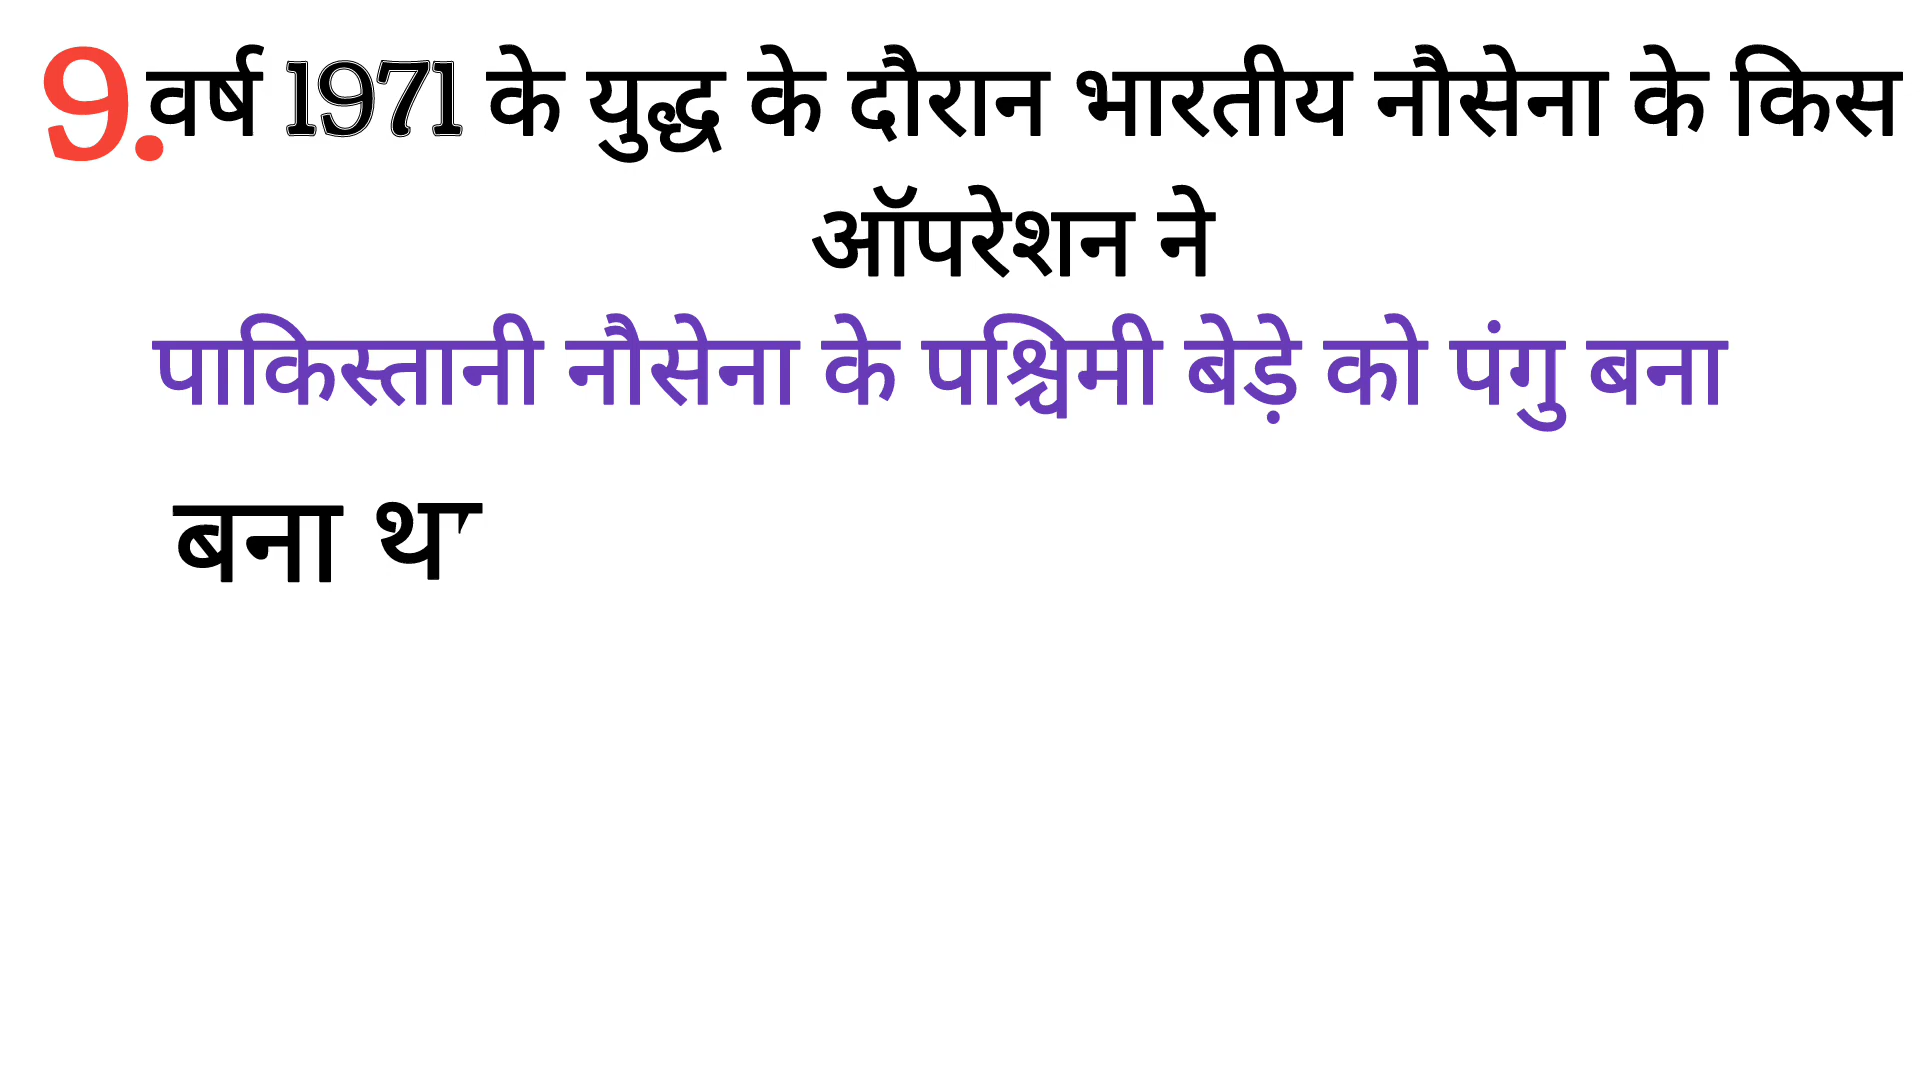 9.वर्ष 1971 के युद्ध के दौरान भारतीय नौसेना के किस
ऑपरेशन ने
पाकिस्तानी नौसेना के पश्चिमी बेड़े को पंगु बना
बना